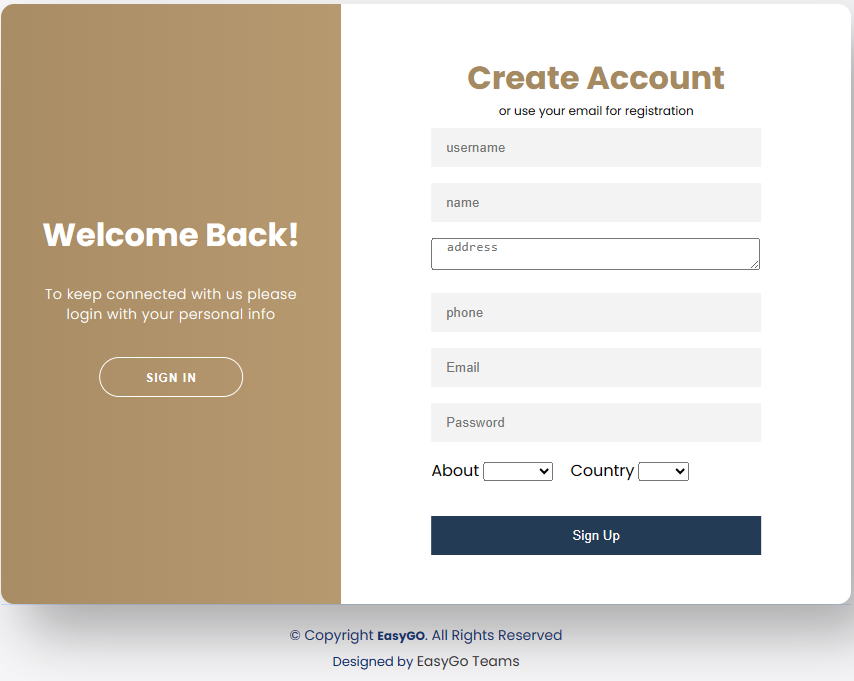 Welcome Back!
To keep connected with us please
login with your personal info
SIGN IN
Create Account
or use your email for registration
username
name
address
phone
Email
Password
About Country
Sign Up
© Copyright EasyGO. All Rights Reserved
Designed by EasyGo Teams